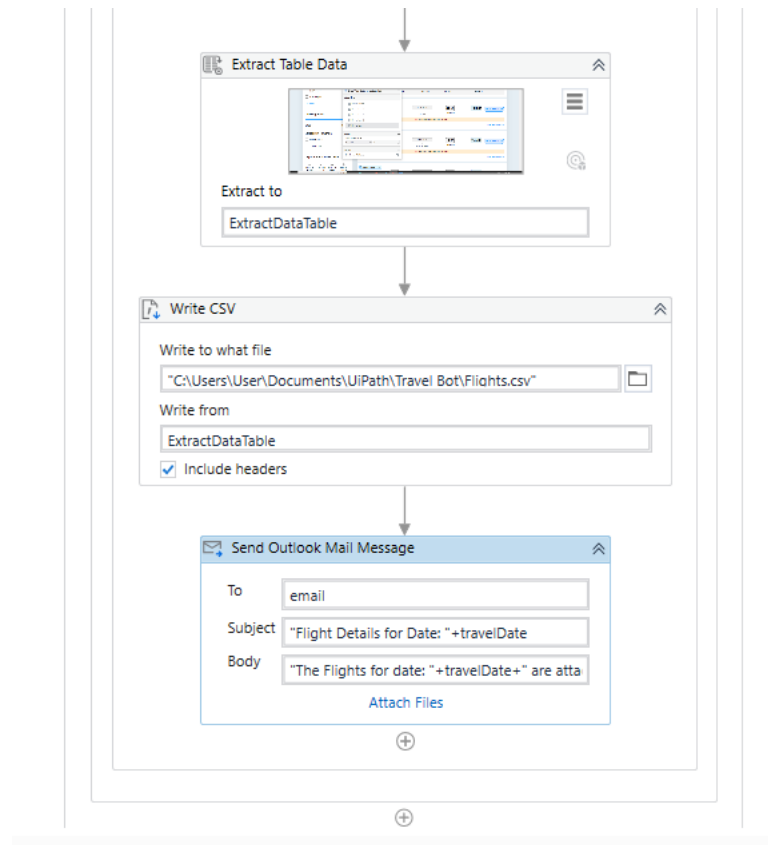 Extract Table Data
Extract to
ExtractDataTable
Write CSV
Write to what file
"C:\Users\User\Documents\UiPath\Travel Bot\Flights.csv"
Write from
ExtractDataTable
Include headers
Send Outlook Mail Message
To
email
Subject
"Flight Details for Date: "+travelDate
Body
"The Flights for date: "+travelDate+" are atta
Attach Files